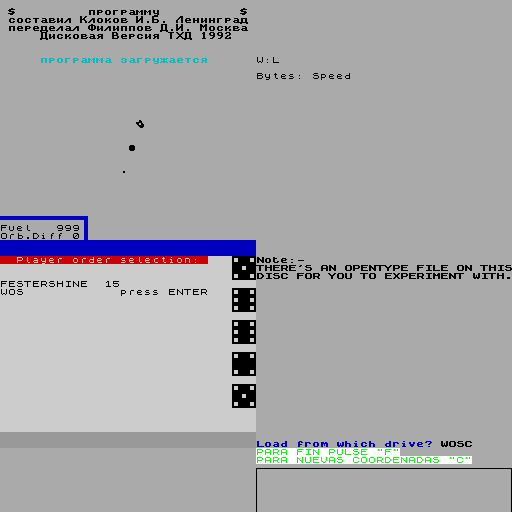 $ программу $
составил Клоков И.Б. Ленинград
переделал Филиппов Д.И. Москва
Дисковая Версия ТХД 1992
программа загружается
W:L
Bytes: Speed
Fuel 999
Orb.Diff 0
Player order selection:
FESTERSHINE 15
WOS press ENTER
Note:-
THERE'S AN OPENTYPE FILE ON THIS
DISC FOR YOU TO EXPERIMENT WITH.
Load from which drive? WOSC
PARA FIN PULSE "F"
PARA NUEVAS COORDENADAS "C"